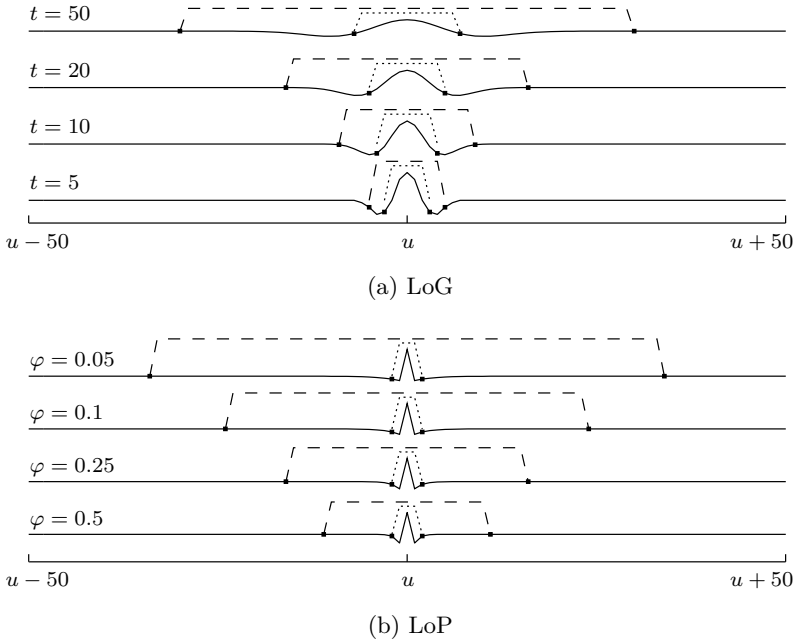 t = 50
t = 20
t = 10
t = 5
u − 50 u u + 50
(a) LoG
φ = 0.05
φ = 0.1
φ = 0.25
φ = 0.5
u − 50 u u + 50
(b) LoP